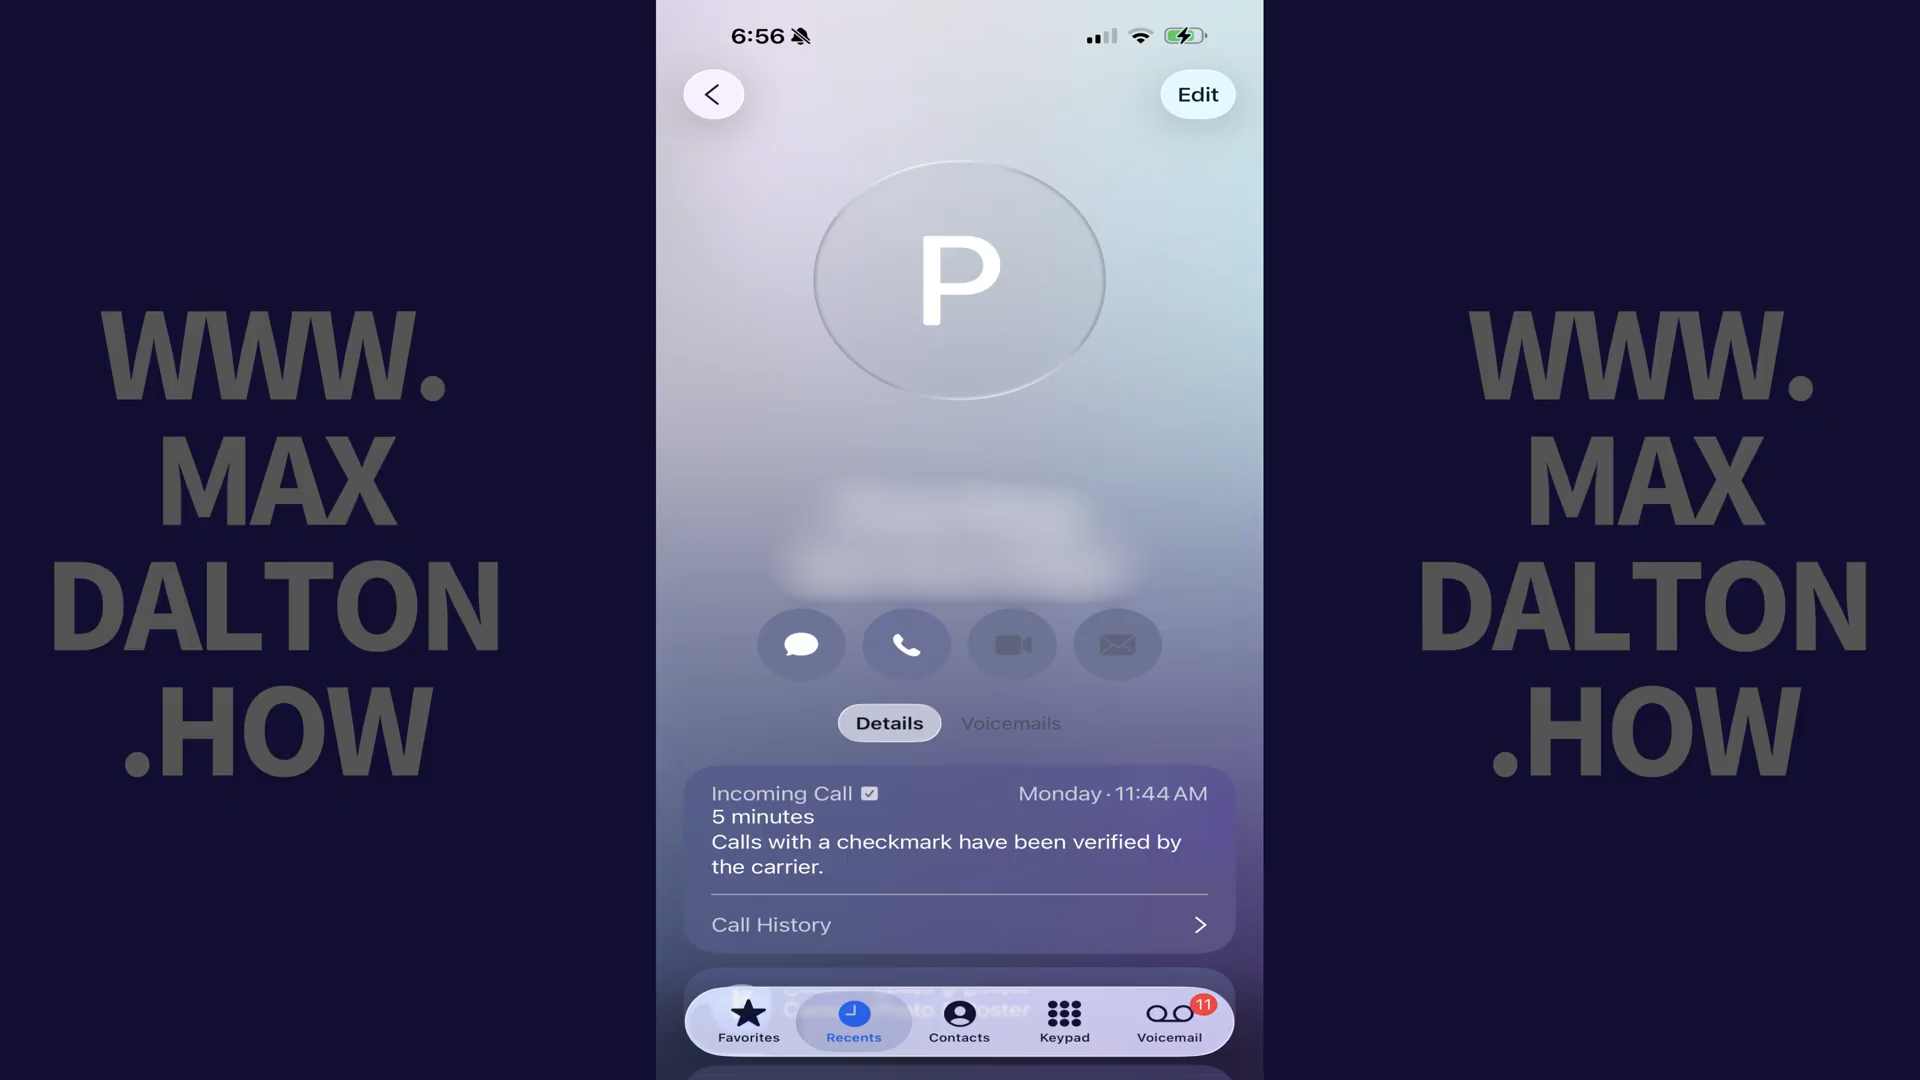 WWW.
MAX
DALTON
.HOW
6:56
Edit
P
Details
Voicemails
Incoming Call
Monday · 11:44 AM
5 minutes
Calls with a checkmark have been verified by
the carrier.
Call History
Favorites
Recents
Contacts
Keypad
Voicemail
11
WWW.
MAX
DALTON
.HOW